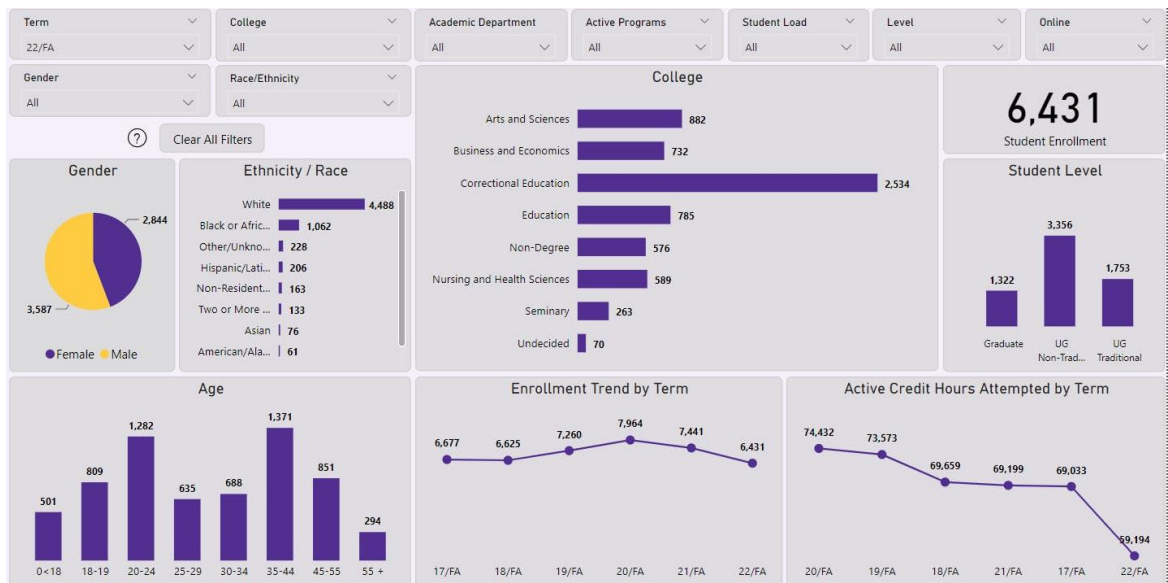 Term
22/FA
College
All
Academic Department
All
Active Programs
All
Student Load
All
Level
All
Online
All
Gender
All
Race/Ethnicity
All
? Clear All Filters
College
Arts and Sciences 882
Business and Economics 732
Correctional Education 2,534
Education 785
Non-Degree 576
Nursing and Health Sciences 589
Seminary 263
Undecided 70
6,431
Student Enrollment
Gender
2,844
3,587
Female Male
Ethnicity / Race
White 4,488
Black or Afric... 1,062
Other/Unkno... 228
Hispanic/Lati... 206
Non-Resident... 163
Two or More ... 133
Asian 76
American/Ala... 61
Student Level
1,322 3,356 1,753
Graduate UG UG
Non-Trad... Traditional
Age
501 809 1,282 635 688 1,371 851 294
0<18 18-19 20-24 25-29 30-34 35-44 45-55 55 +
Enrollment Trend by Term
6,677 6,625 7,260 7,964 7,441 6,431
17/FA 18/FA 19/FA 20/FA 21/FA 22/FA
Active Credit Hours Attempted by Term
74,432 73,573 69,659 69,199 69,033 59,194
20/FA 19/FA 18/FA 21/FA 17/FA 22/FA